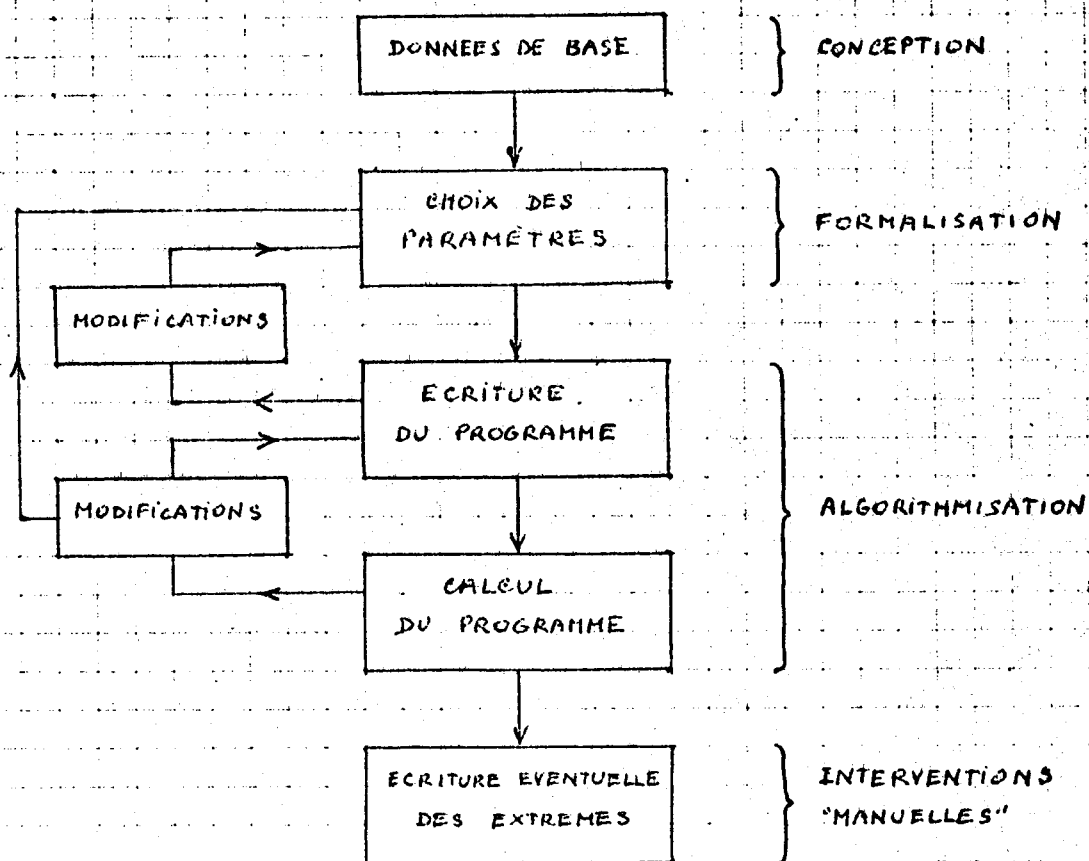 DONNEES DE BASE
CONCEPTION
CHOIX DES
PARAMÈTRES
FORMALISATION
MODIFICATIONS
ECRITURE
DU PROGRAMME
MODIFICATIONS
ALGORITHMISATION
CALCUL
DU PROGRAMME
ECRITURE EVENTUELLE
DES EXTREMES
INTERVENTIONS
"MANUELLES"